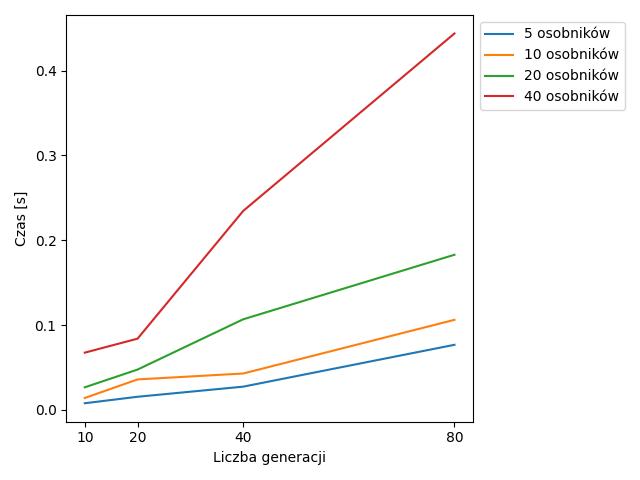 5 osobników
10 osobników
20 osobników
40 osobników
0.4
0.3
0.2
0.1
0.0
Czas [s]
10 20 40 80
Liczba generacji